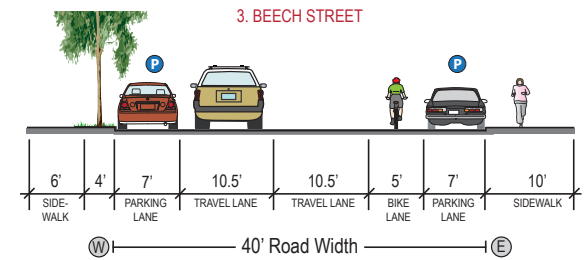 3. BEECH STREET
P P
6' 4' 7' 10.5' 10.5' 5' 7' 10'
SIDE-
WALK
PARKING
LANE
TRAVEL LANE
TRAVEL LANE
BIKE
LANE
PARKING
LANE
SIDEWALK
W 40' Road Width E